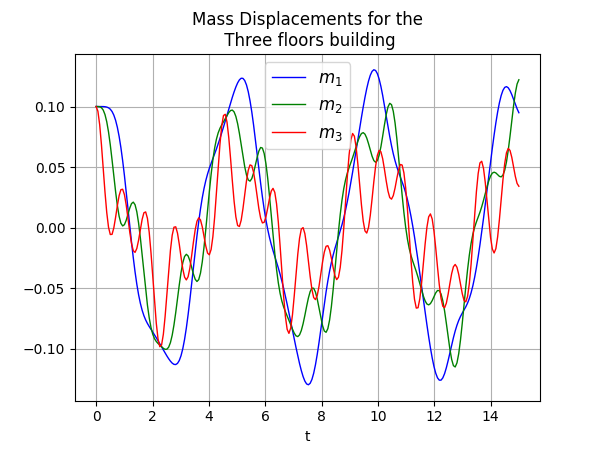 Mass Displacements for the
Three floors building
m₁
m₂
m₃
0.10
0.05
0.00
−0.05
−0.10
0 2 4 6 8 10 12 14
t